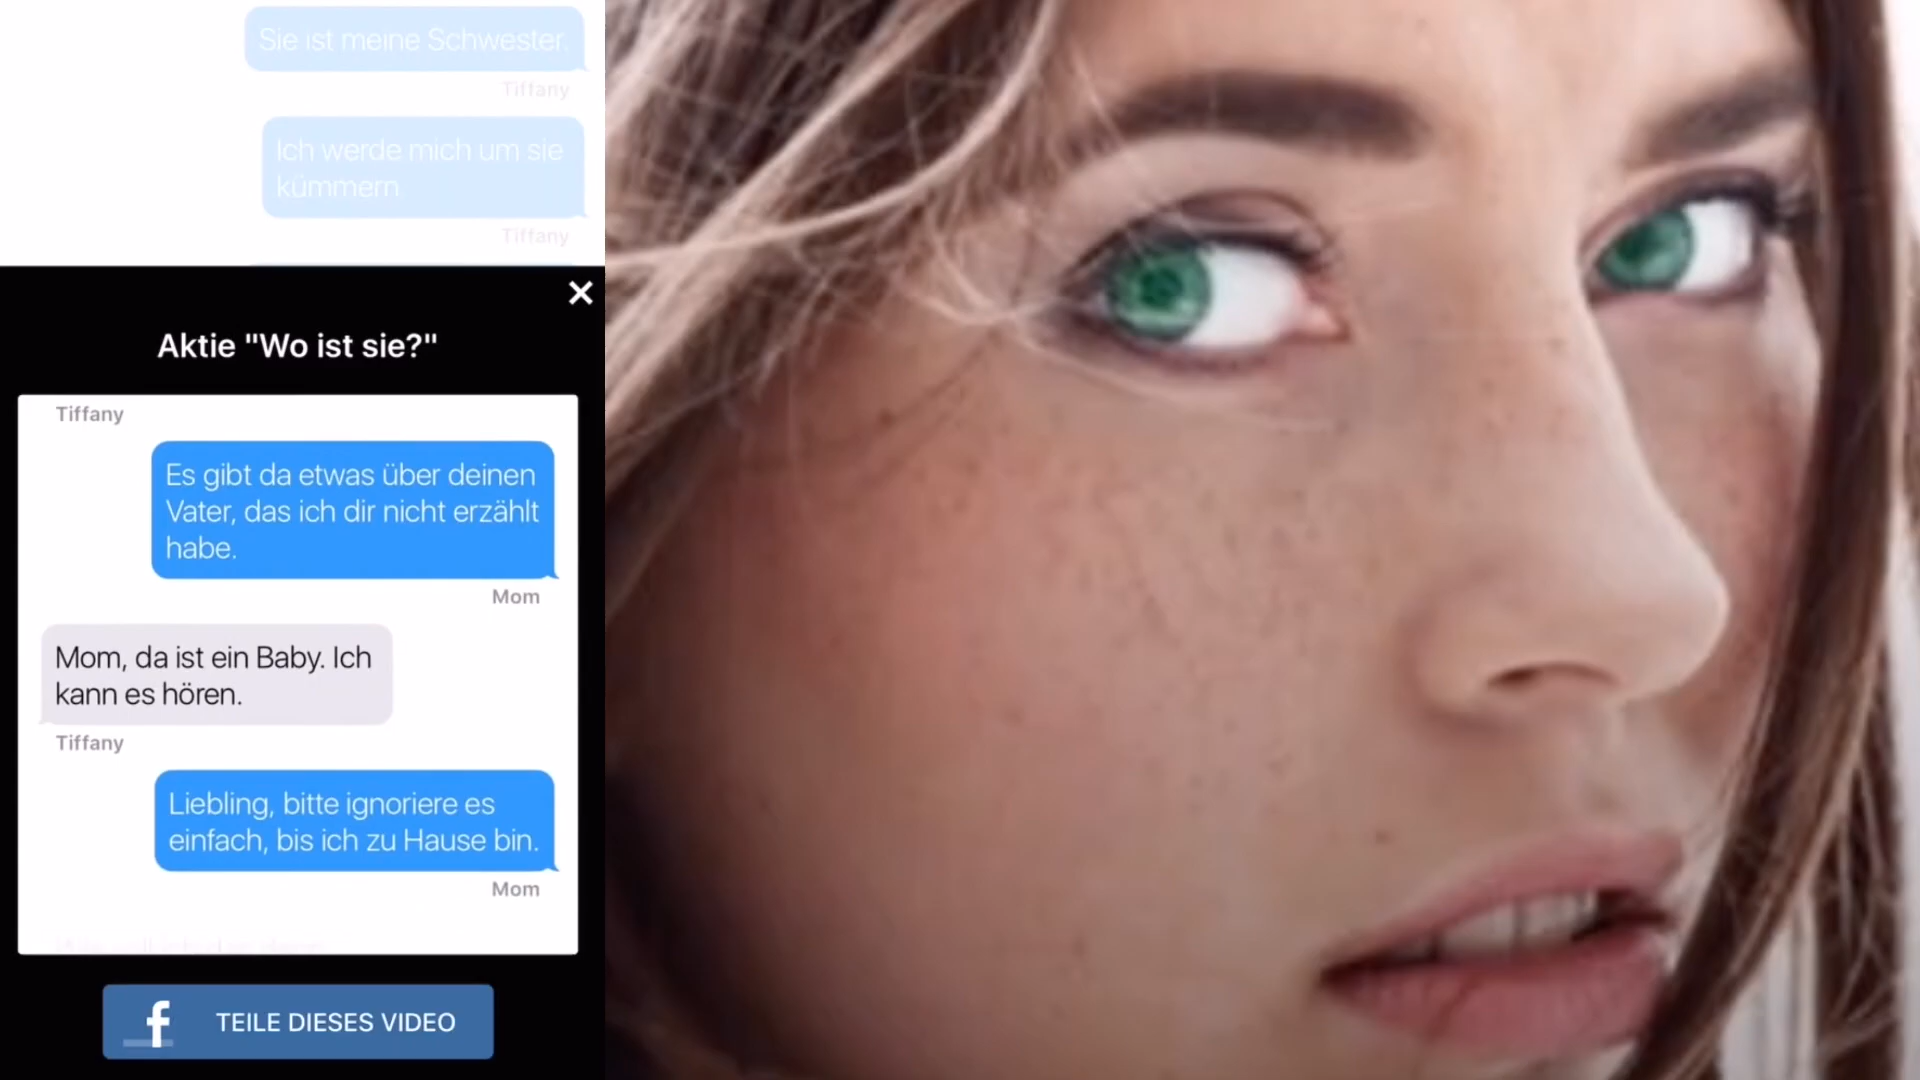 Sie ist meine Schwester.
Tiffany
Ich werde mich um sie
kümmern
Tiffany
Aktie "Wo ist sie?"
Tiffany
Es gibt da etwas über deinen
Vater, das ich dir nicht erzählt
habe.
Mom
Mom, da ist ein Baby. Ich
kann es hören.
Tiffany
Liebling, bitte ignoriere es
einfach, bis ich zu Hause bin.
Mom
f TEILE DIESES VIDEO